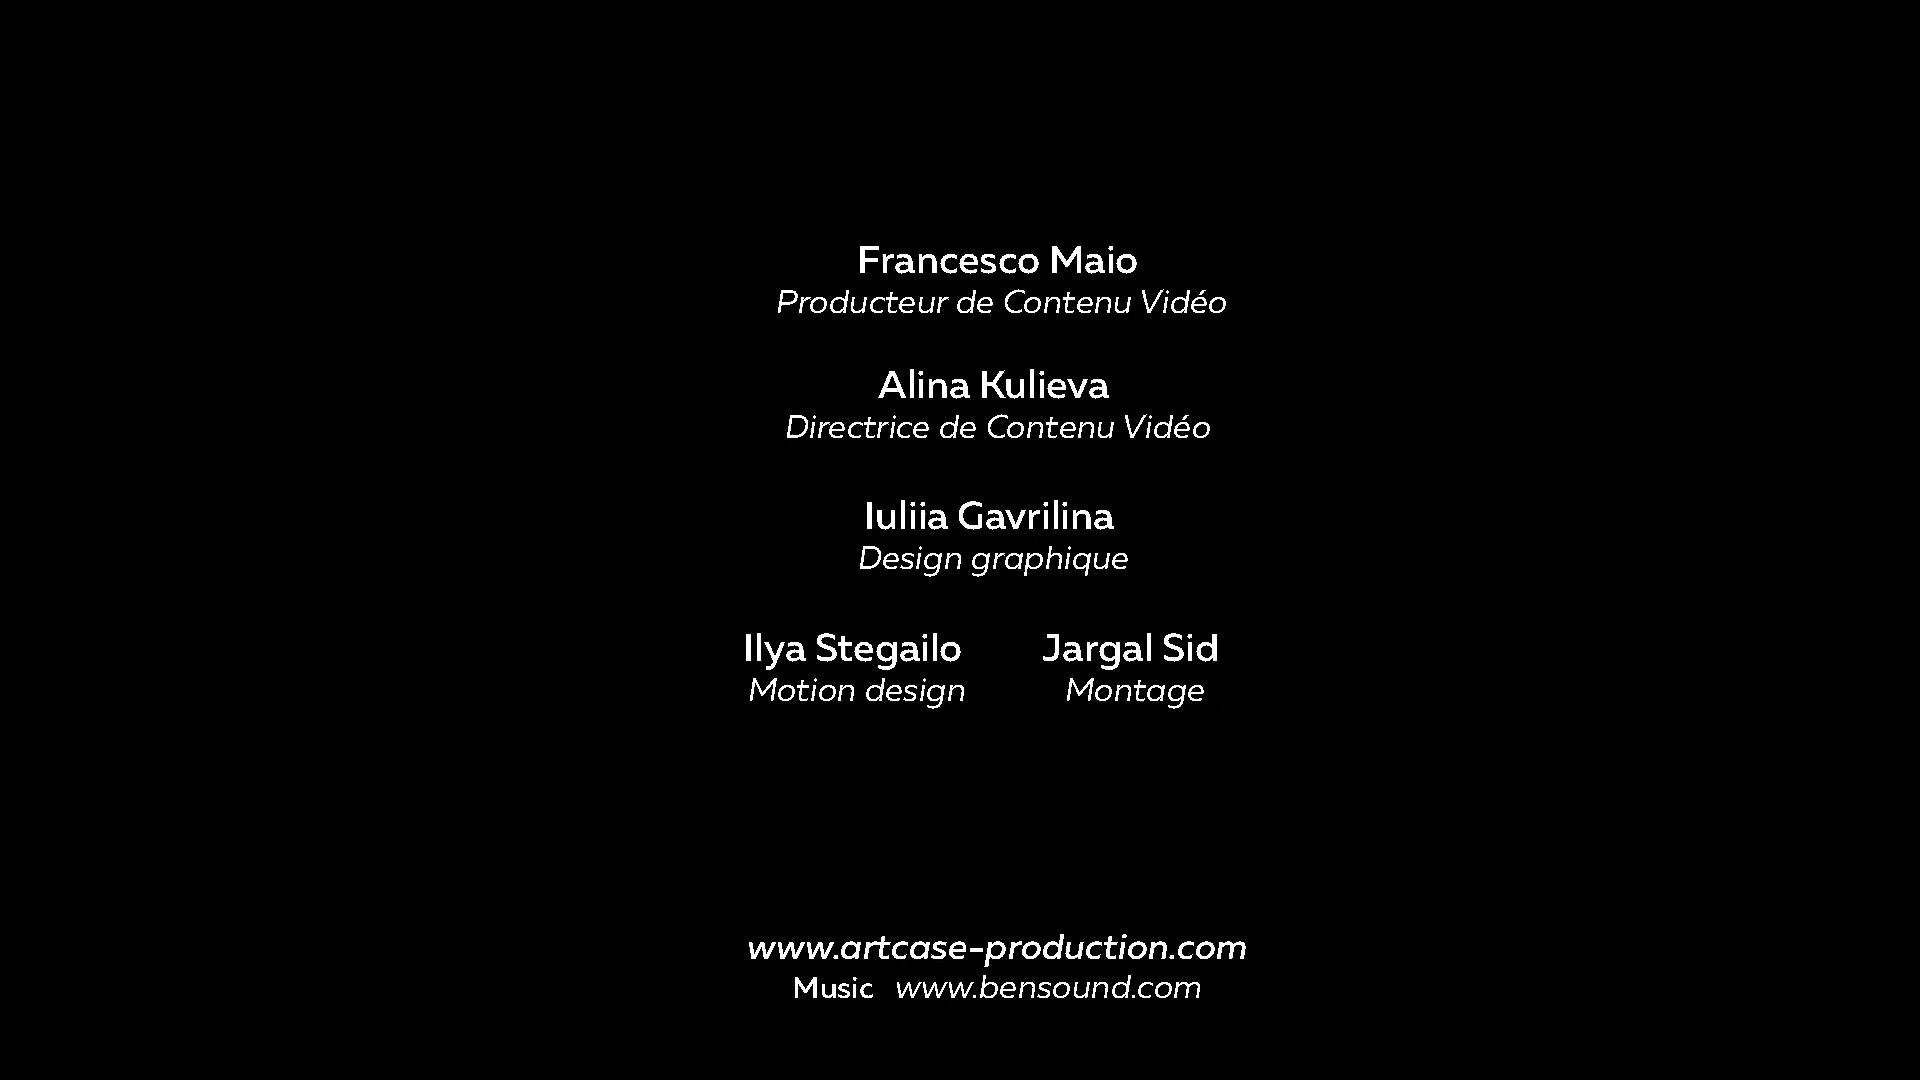 Francesco Maio
Producteur de Contenu Vidéo
Alina Kulieva
Directrice de Contenu Vidéo
Iuliia Gavrilina
Design graphique
Ilya Stegailo
Motion design
Jargal Sid
Montage
www.artcase-production.com
Music www.bensound.com